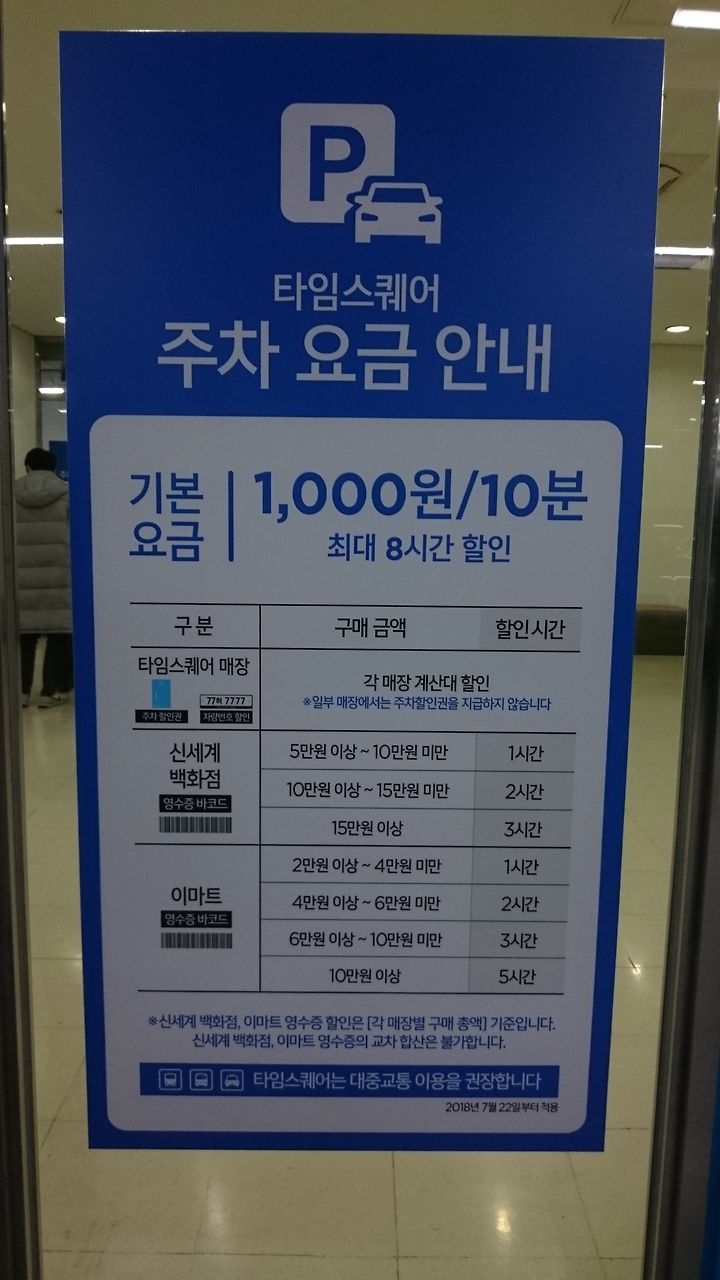 P
타임스퀘어
주차 요금 안내
기본
요금
1,000원/10분
최대 8시간 할인
구분 구매 금액 할인시간
타임스퀘어 매장
주차 할인권
77허 7777
차량번호 할인
각 매장 계산대 할인
※일부 매장에서는 주차할인권을 지급하지 않습니다
신세계
백화점
영수증 바코드
5만원 이상 ~ 10만원 미만 1시간
10만원 이상 ~ 15만원 미만 2시간
15만원 이상 3시간
이마트
영수증 바코드
2만원 이상 ~ 4만원 미만 1시간
4만원 이상 ~ 6만원 미만 2시간
6만원 이상 ~ 10만원 미만 3시간
10만원 이상 5시간
※신세계 백화점, 이마트 영수증 할인은 [각 매장별 구매 총액] 기준입니다.
신세계 백화점, 이마트 영수증의 교차 합산은 불가합니다.
타임스퀘어는 대중교통 이용을 권장합니다
2018년 7월 22일부터 적용